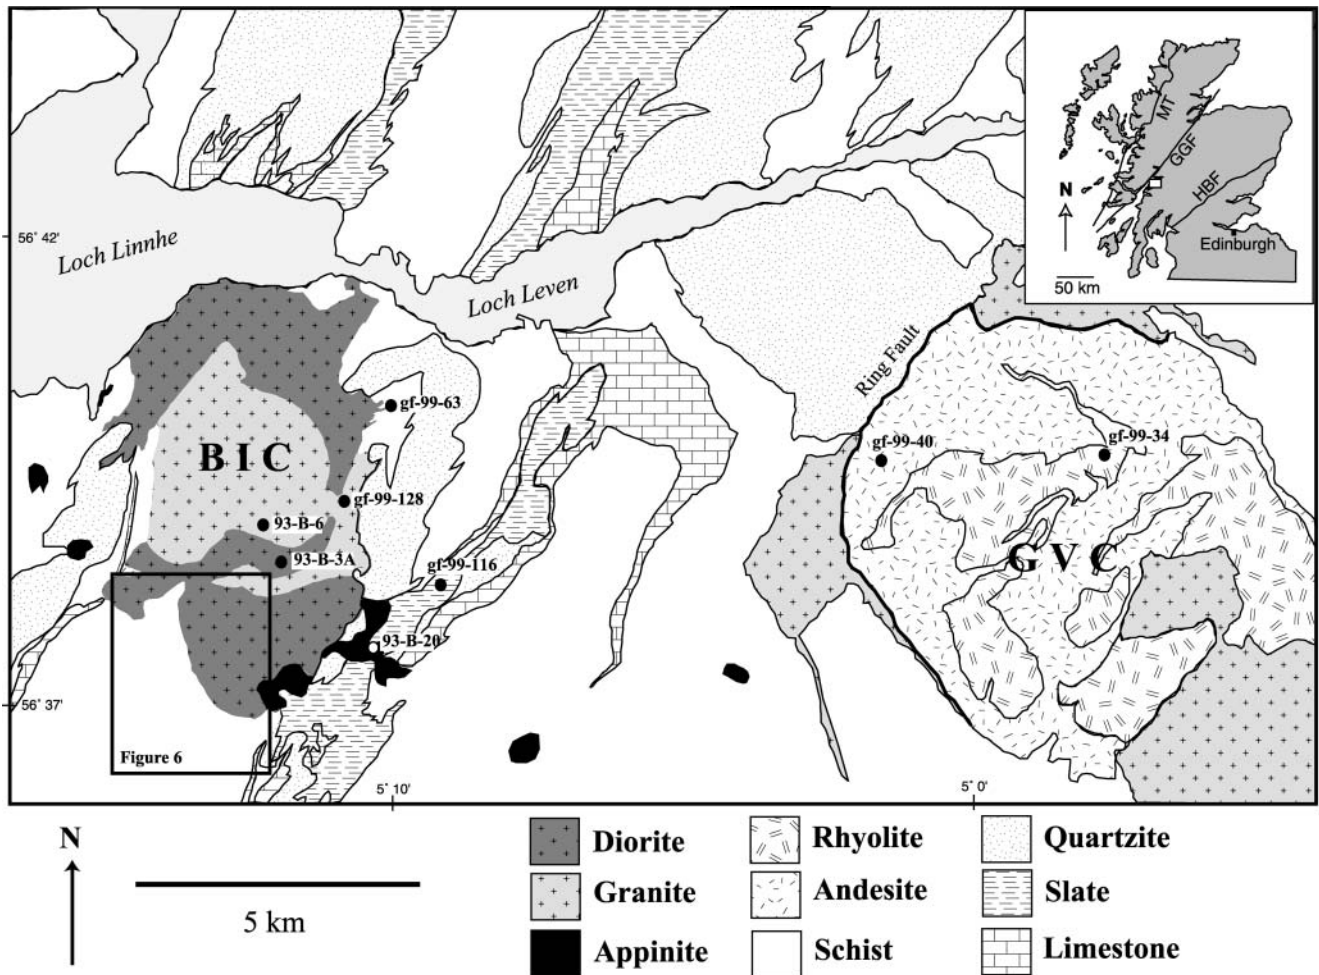 MT
GGF
HBF
N
Edinburgh
50 km
56° 42'
Loch Linnhe
Loch Leven
Ring Fault
gf-99-63
gf-99-40
gf-99-34
BIC
gf-99-128
93-B-6
93-B-3A
gf-99-116
GVC
93-B-20
56° 37'
Figure 6
5° 10'
5° 0'
N
5 km
Diorite
Rhyolite
Quartzite
Granite
Andesite
Slate
Appinite
Schist
Limestone